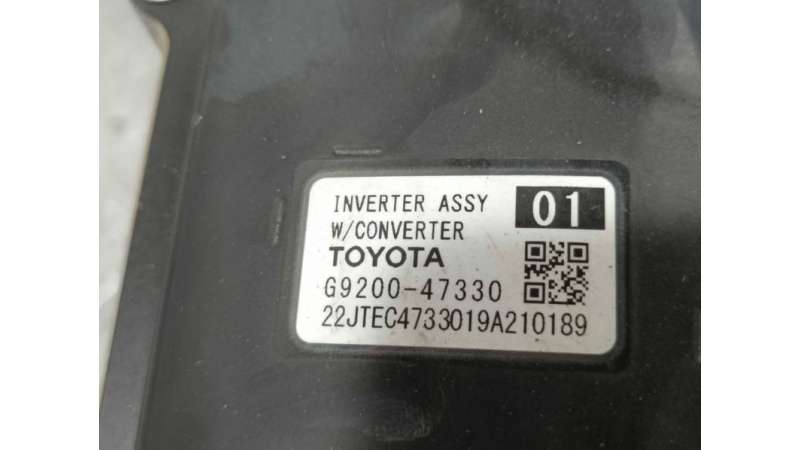 INVERTER ASSY 01
W/CONVERTER
TOYOTA
G9200-47330
22JTEC4733019A210189